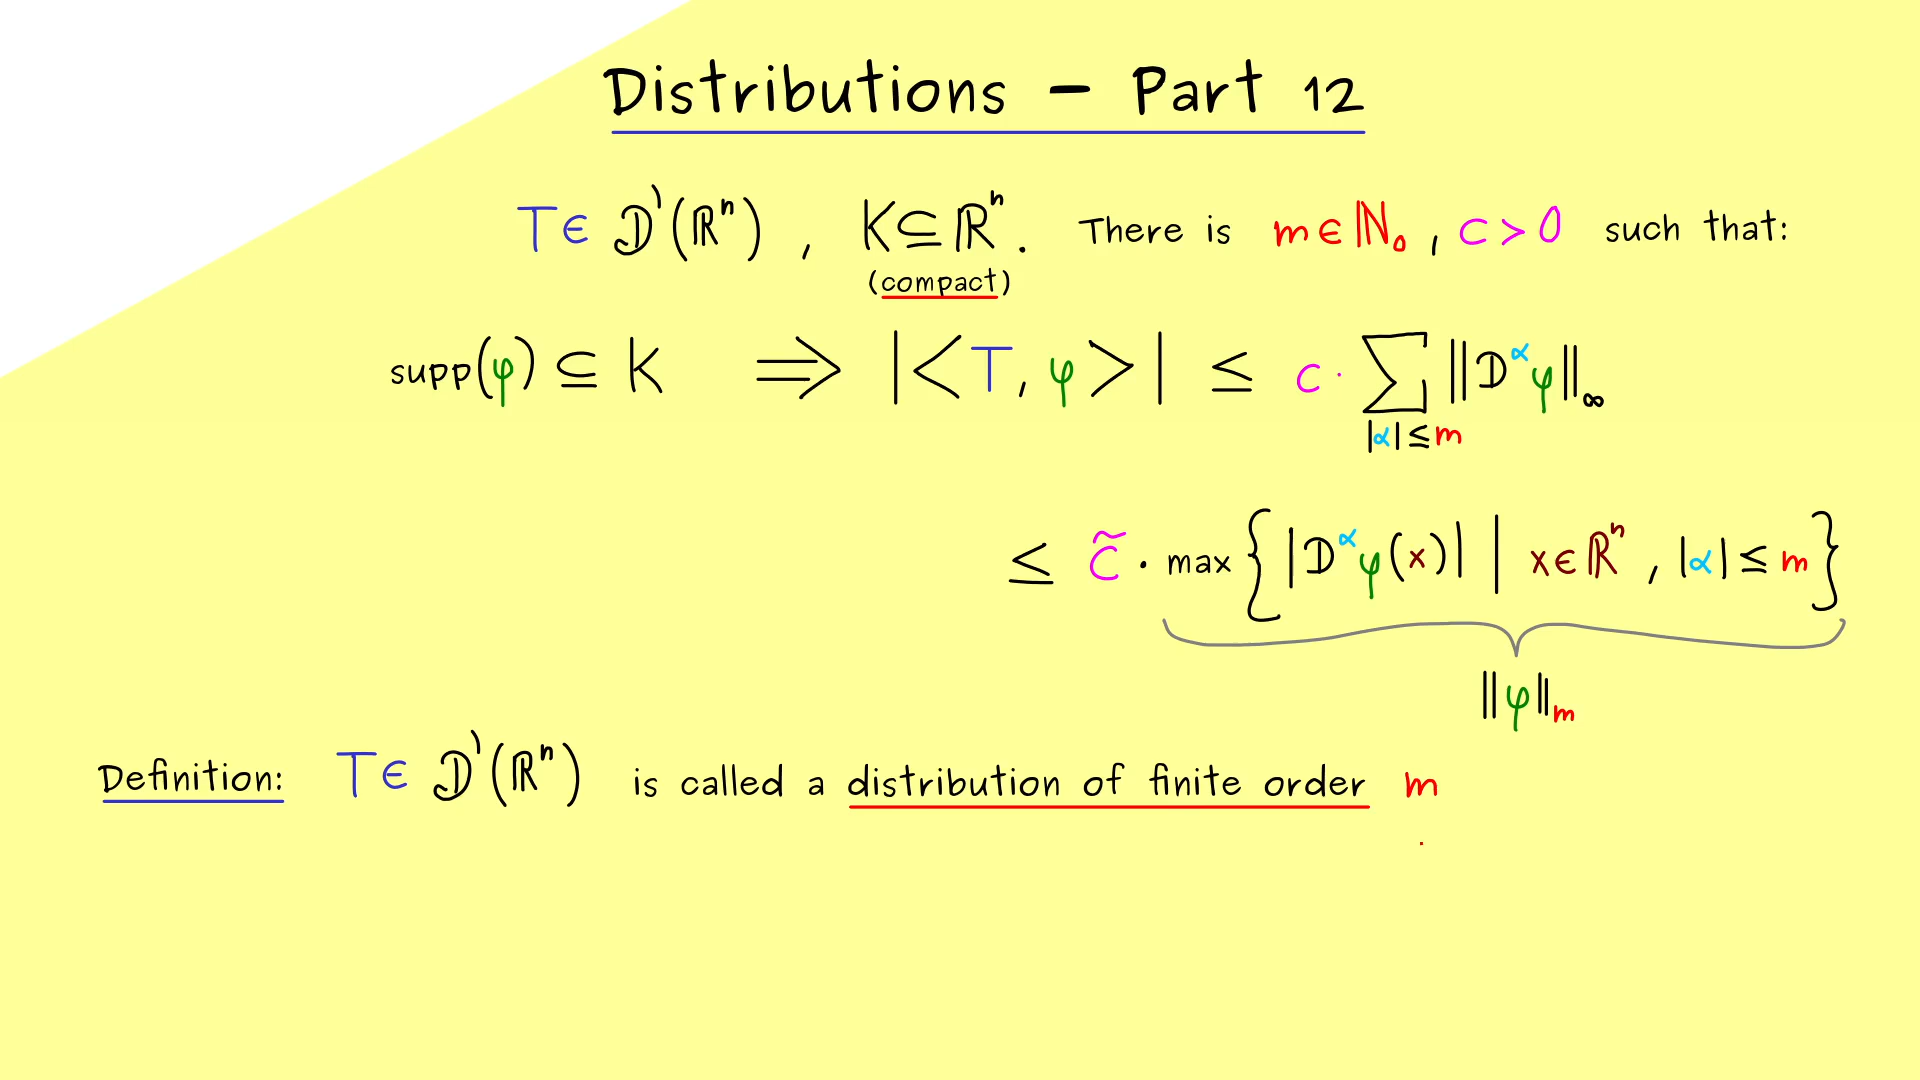 Distributions – Part 12
T ∈ 𝒟'(ℝⁿ) , K ⊆ ℝⁿ . There is m ∈ ℕ₀ , c > 0 such that:
(compact)
supp(φ) ⊆ K ⟹ |<T, φ>| ≤ c · ∑ ‖D^α φ‖_∞
|α| ≤ m
≤ c̃ · max { |D^α φ(x)| | x ∈ ℝⁿ , |α| ≤ m }
‖φ‖_m
Definition: T ∈ 𝒟'(ℝⁿ) is called a distribution of finite order m